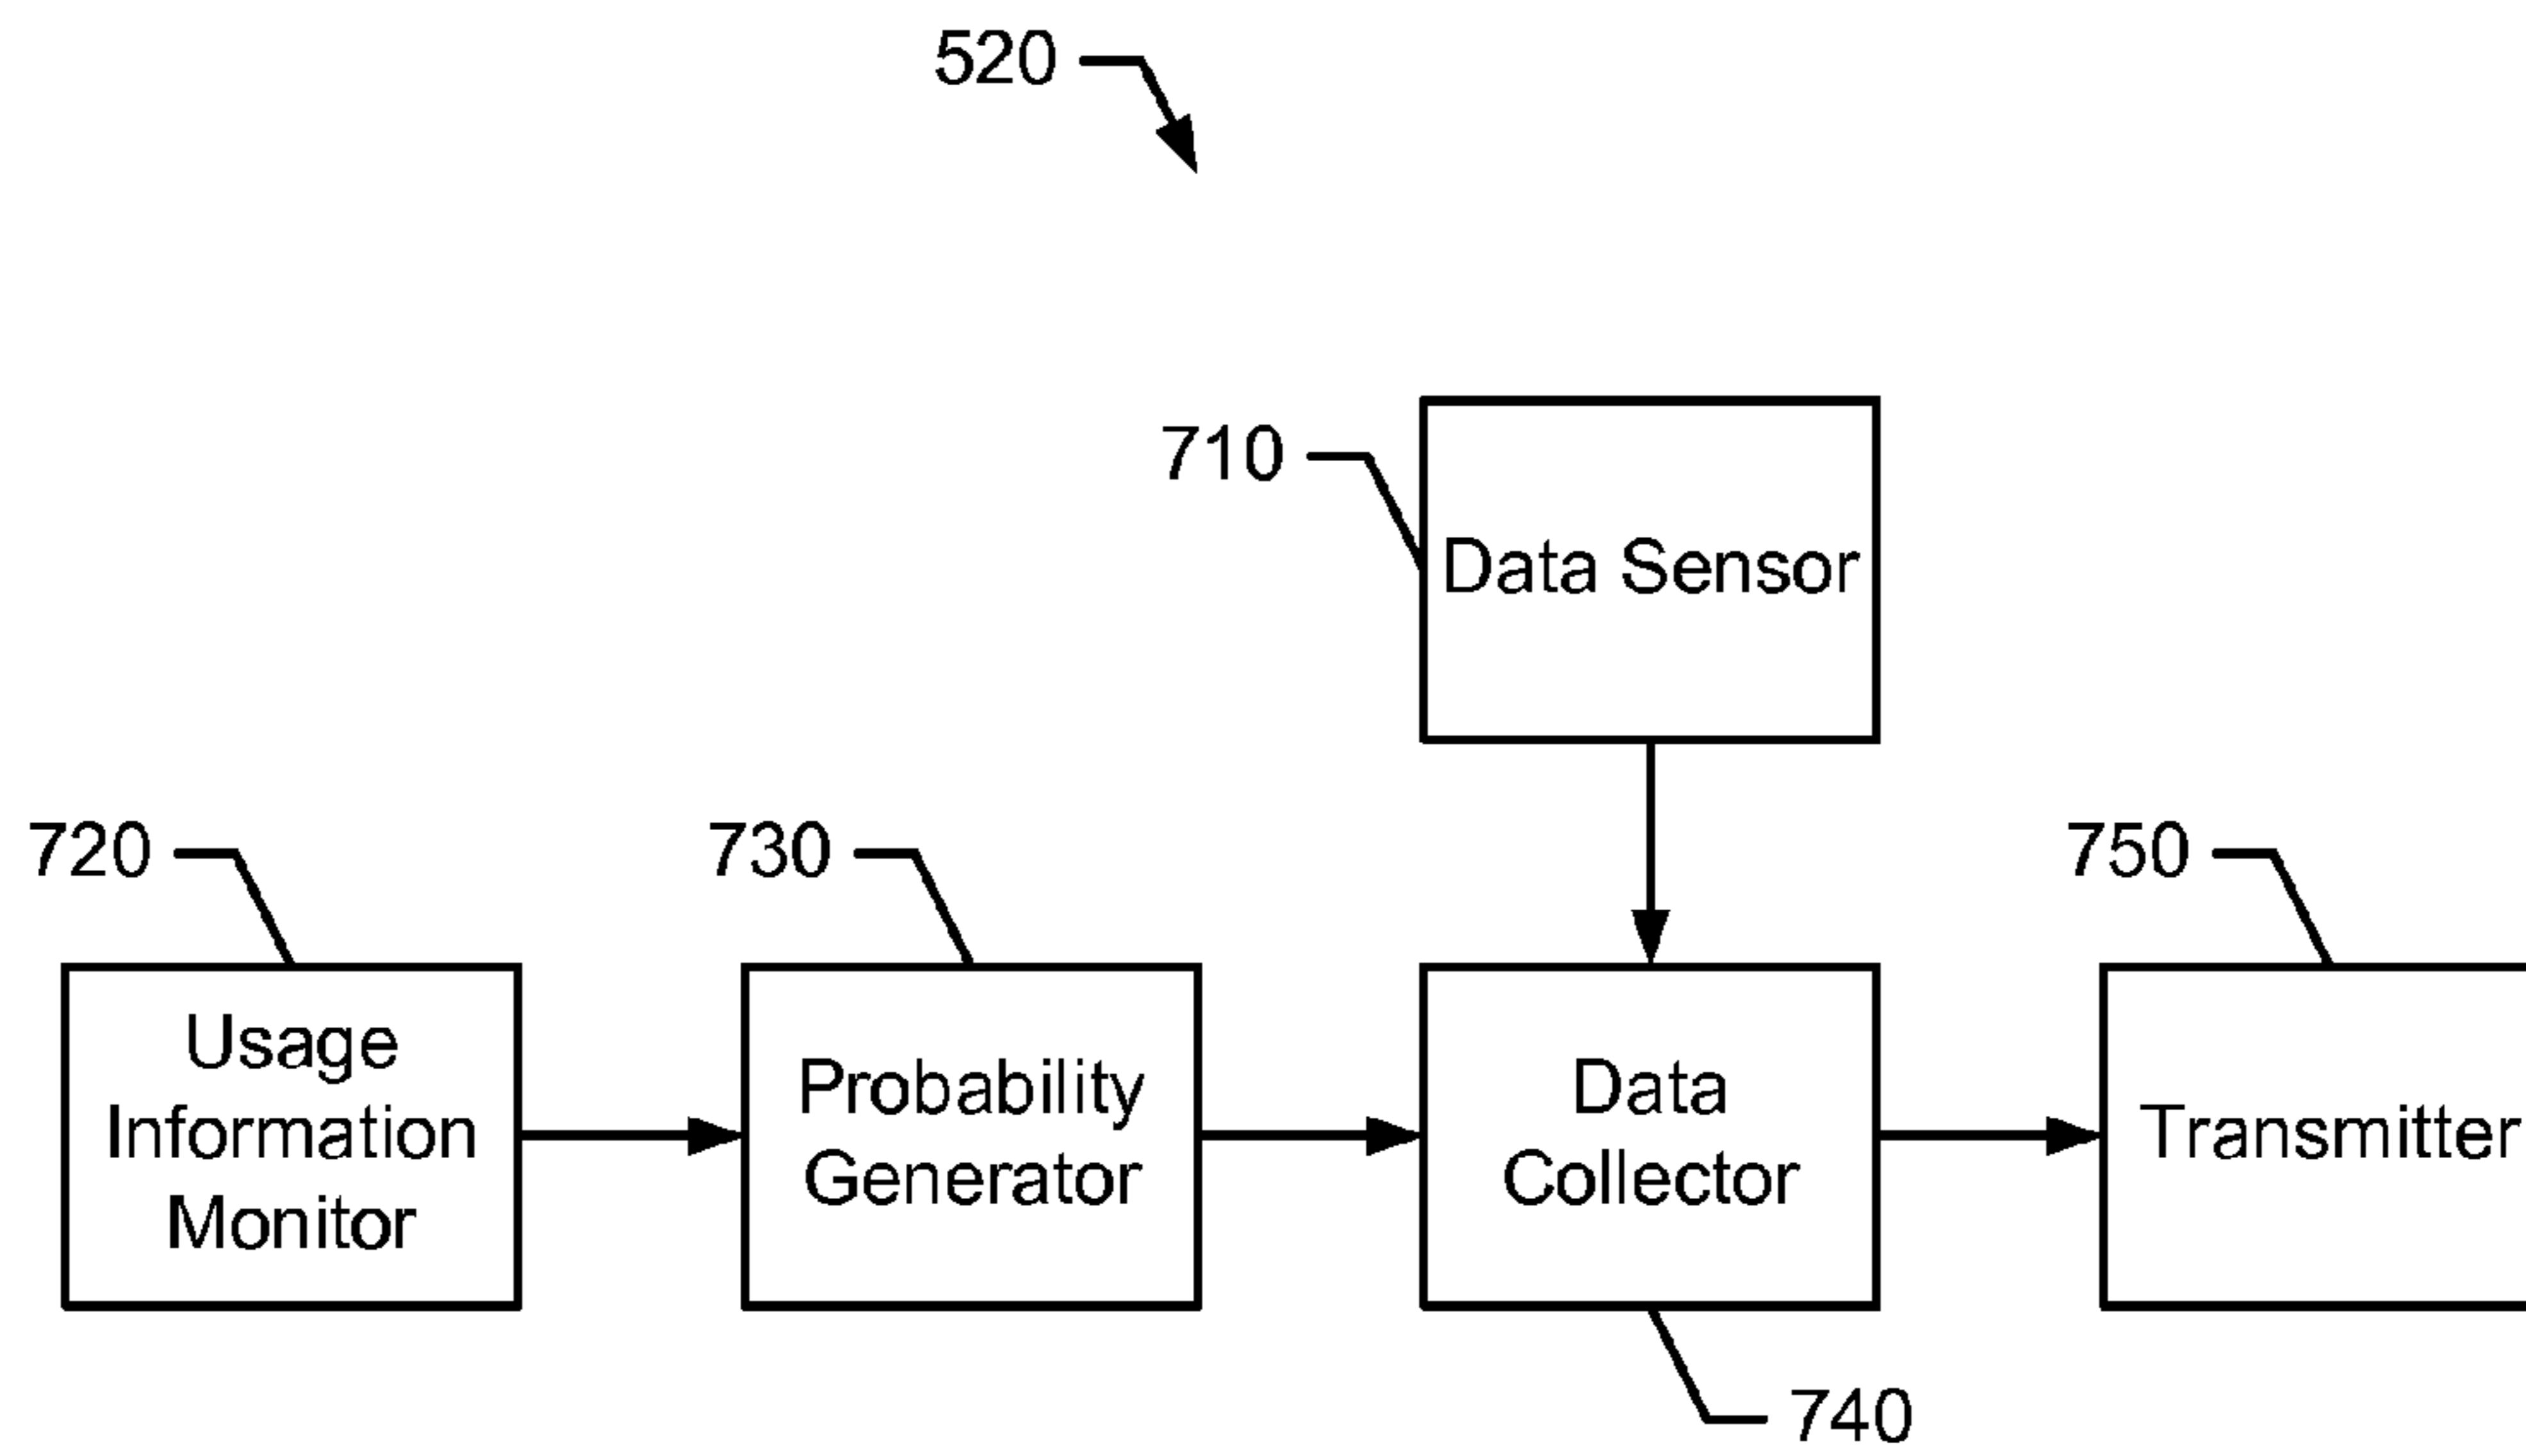 520
710
Data Sensor
720
730
750
Usage
Information
Monitor
Probability
Generator
Data
Collector
Transmitter
740